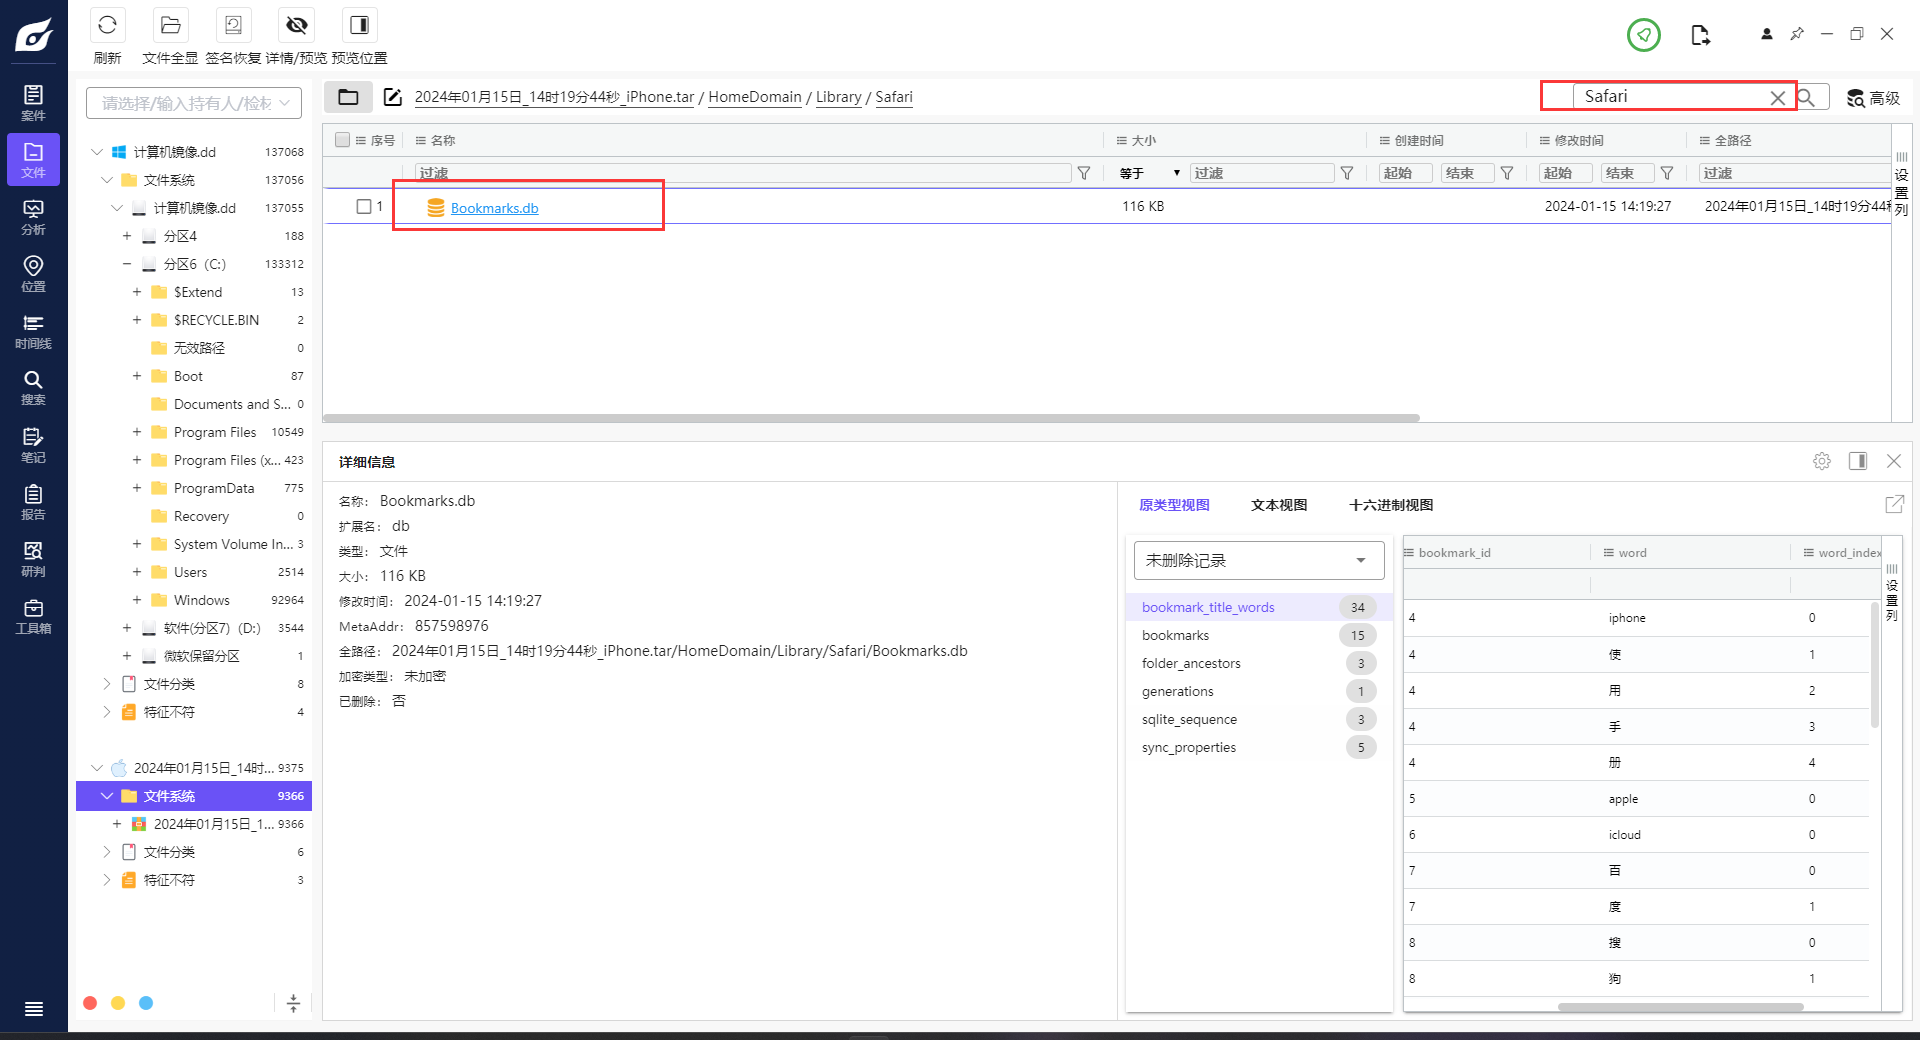 刷新
文件全显
签名恢复
详情/预览
预览位置
案件
文件
分析
位置
时间线
搜索
笔记
报告
研判
工具箱
请选择/输入持有人/检材
计算机镜像.dd 137068
文件系统 137056
计算机镜像.dd 137055
分区4 188
分区6（C:） 133312
$Extend 13
$RECYCLE.BIN 2
无效路径 0
Boot 87
Documents and S... 0
Program Files 10549
Program Files (x... 423
ProgramData 775
Recovery 0
System Volume In... 3
Users 2514
Windows 92964
软件(分区7)（D:） 3544
微软保留分区 1
文件分类 8
特征不符 4
2024年01月15日_14时... 9375
文件系统 9366
2024年01月15日_1... 9366
文件分类 6
特征不符 3
2024年01月15日_14时19分44秒_iPhone.tar / HomeDomain / Library / Safari
Safari
高级
序号 名称 大小 创建时间 修改时间 全路径
过滤 等于 过滤 起始 结束 起始 结束 过滤
1 Bookmarks.db 116 KB 2024-01-15 14:19:27 2024年01月15日_14时19分44秒
设置列
详细信息
名称： Bookmarks.db
扩展名： db
类型： 文件
大小： 116 KB
修改时间： 2024-01-15 14:19:27
MetaAddr： 857598976
全路径： 2024年01月15日_14时19分44秒_iPhone.tar/HomeDomain/Library/Safari/Bookmarks.db
加密类型： 未加密
已删除： 否
原类型视图 文本视图 十六进制视图
未删除记录
bookmark_title_words 34
bookmarks 15
folder_ancestors 3
generations 1
sqlite_sequence 3
sync_properties 5
bookmark_id word word_index
4 iphone 0
4 使 1
4 用 2
4 手 3
4 册 4
5 apple 0
6 icloud 0
7 百 0
7 度 1
8 搜 0
8 狗 1
设置列